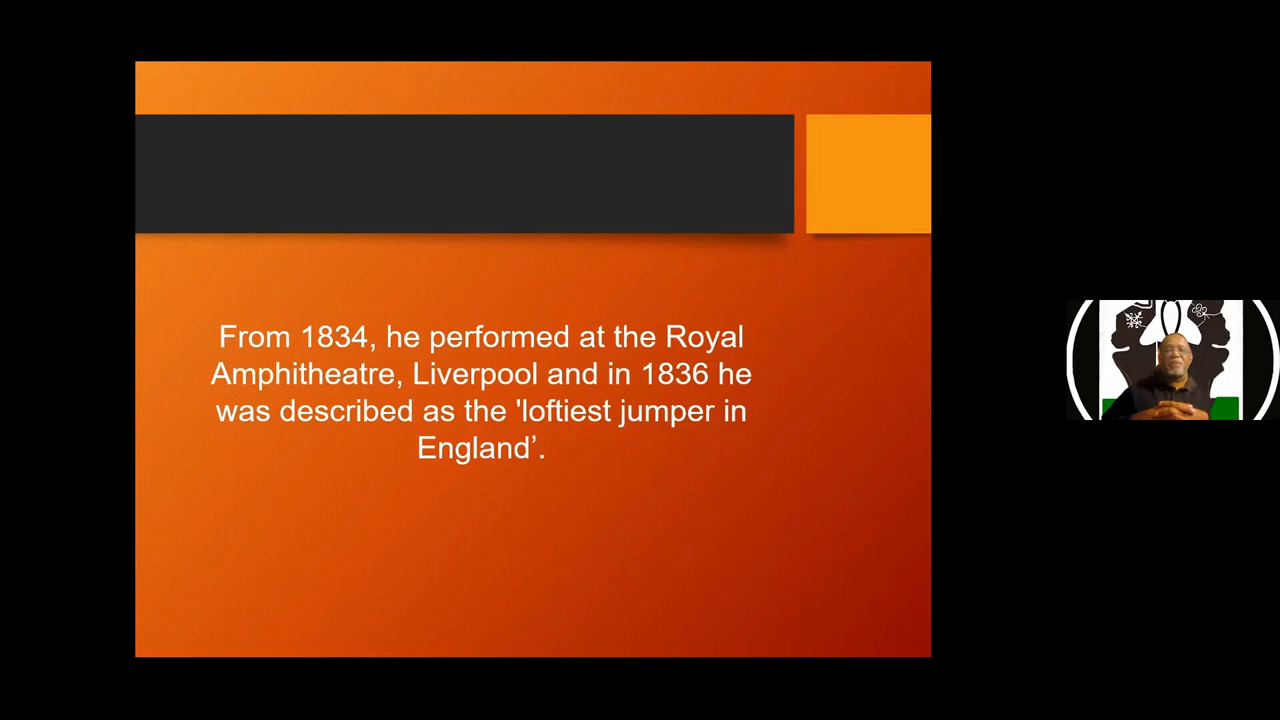 From 1834, he performed at the Royal
Amphitheatre, Liverpool and in 1836 he
was described as the 'loftiest jumper in
England’.